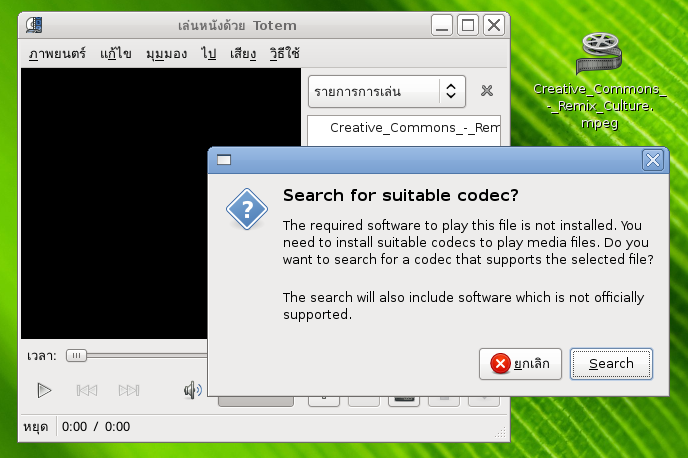 เล่นหนังด้วย Totem
ภาพยนตร์ แก้ไข มุมมอง ไป เสียง วิธีใช้
รายการการเล่น
Creative_Commons_-_Rem
Creative_Commons_
-_Remix_Culture.
mpeg
Search for suitable codec?
The required software to play this file is not installed. You
need to install suitable codecs to play media files. Do you
want to search for a codec that supports the selected file?
The search will also include software which is not officially
supported.
ยกเลิก Search
เวลา:
หยุด 0:00 / 0:00